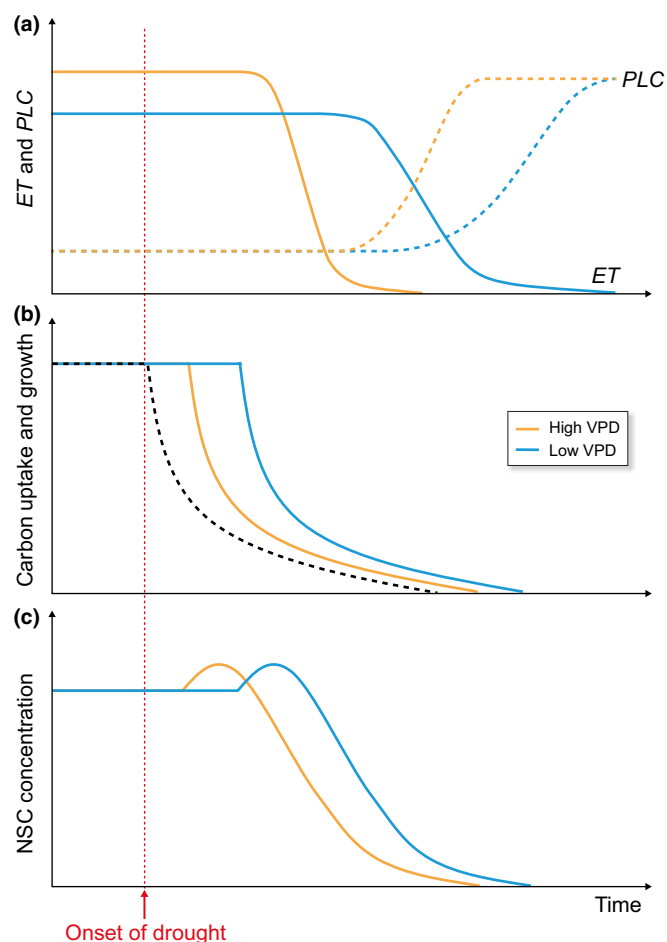 (a)
ET and PLC
PLC
ET
(b)
Carbon uptake and growth
High VPD
Low VPD
(c)
NSC concentration
Time
Onset of drought